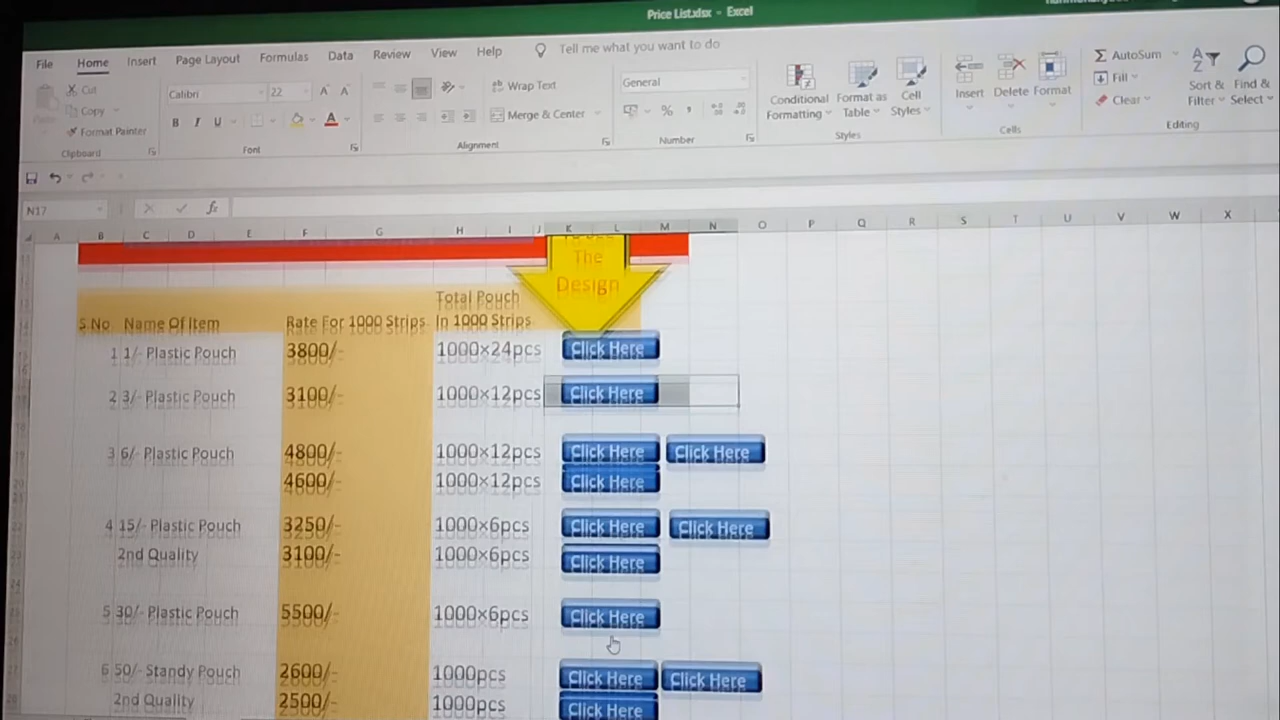 Price List.xlsx - Excel
File Home Insert Page Layout Formulas Data Review View Help Tell me what you want to do
Cut
Copy
Format Painter
Clipboard
Calibri 22
B I U
Font
Wrap Text
Merge & Center
Alignment
General
Number
Conditional Formatting
Format as Table
Cell Styles
Styles
Insert Delete Format
Cells
AutoSum
Fill
Clear
Sort & Filter
Find & Select
Editing
N17
A B C D E F G H I J K L M N O P Q R S T U V W X
The
Design
S No Name Of Item Rate For 1000 Strips Total Pouch In 1000 Strips
1 1/- Plastic Pouch 3800/- 1000×24pcs Click Here
2 3/- Plastic Pouch 3100/- 1000×12pcs Click Here
3 6/- Plastic Pouch 4800/- 1000×12pcs Click Here Click Here
4600/- 1000×12pcs Click Here
4 15/- Plastic Pouch 3250/- 1000×6pcs Click Here Click Here
2nd Quality 3100/- 1000×6pcs Click Here
5 30/- Plastic Pouch 5500/- 1000×6pcs Click Here
6 50/- Standy Pouch 2600/- 1000pcs Click Here Click Here
2nd Quality 2500/- 1000pcs Click Here